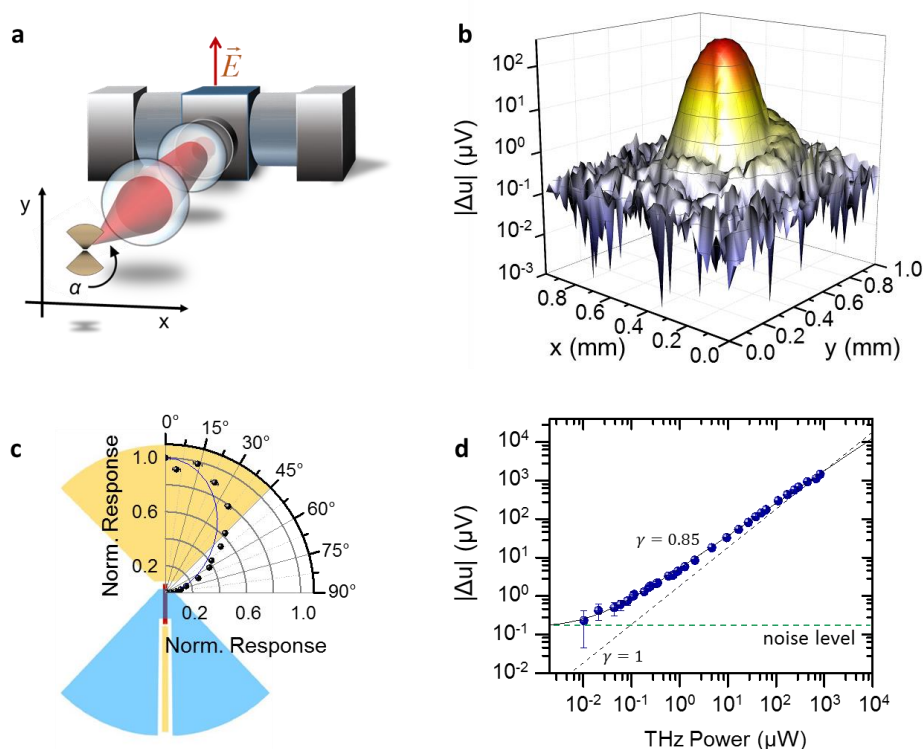 a
E
y
α
x
b
|Δu| (µV)
10²
10¹
10⁰
10⁻¹
10⁻²
10⁻³
0.8
0.6
0.4
0.2
0.0
x (mm)
0.0
0.2
0.4
0.6
0.8
1.0
y (mm)
c
Norm. Response
1.0
0.6
0.2
0°
15°
30°
45°
60°
75°
90°
0.2 0.6 1.0
Norm. Response
d
|Δu| (µV)
10⁴
10³
10²
10¹
10⁰
10⁻¹
10⁻²
γ = 0.85
γ = 1
noise level
10⁻² 10⁻¹ 10⁰ 10¹ 10² 10³ 10⁴
THz Power (µW)